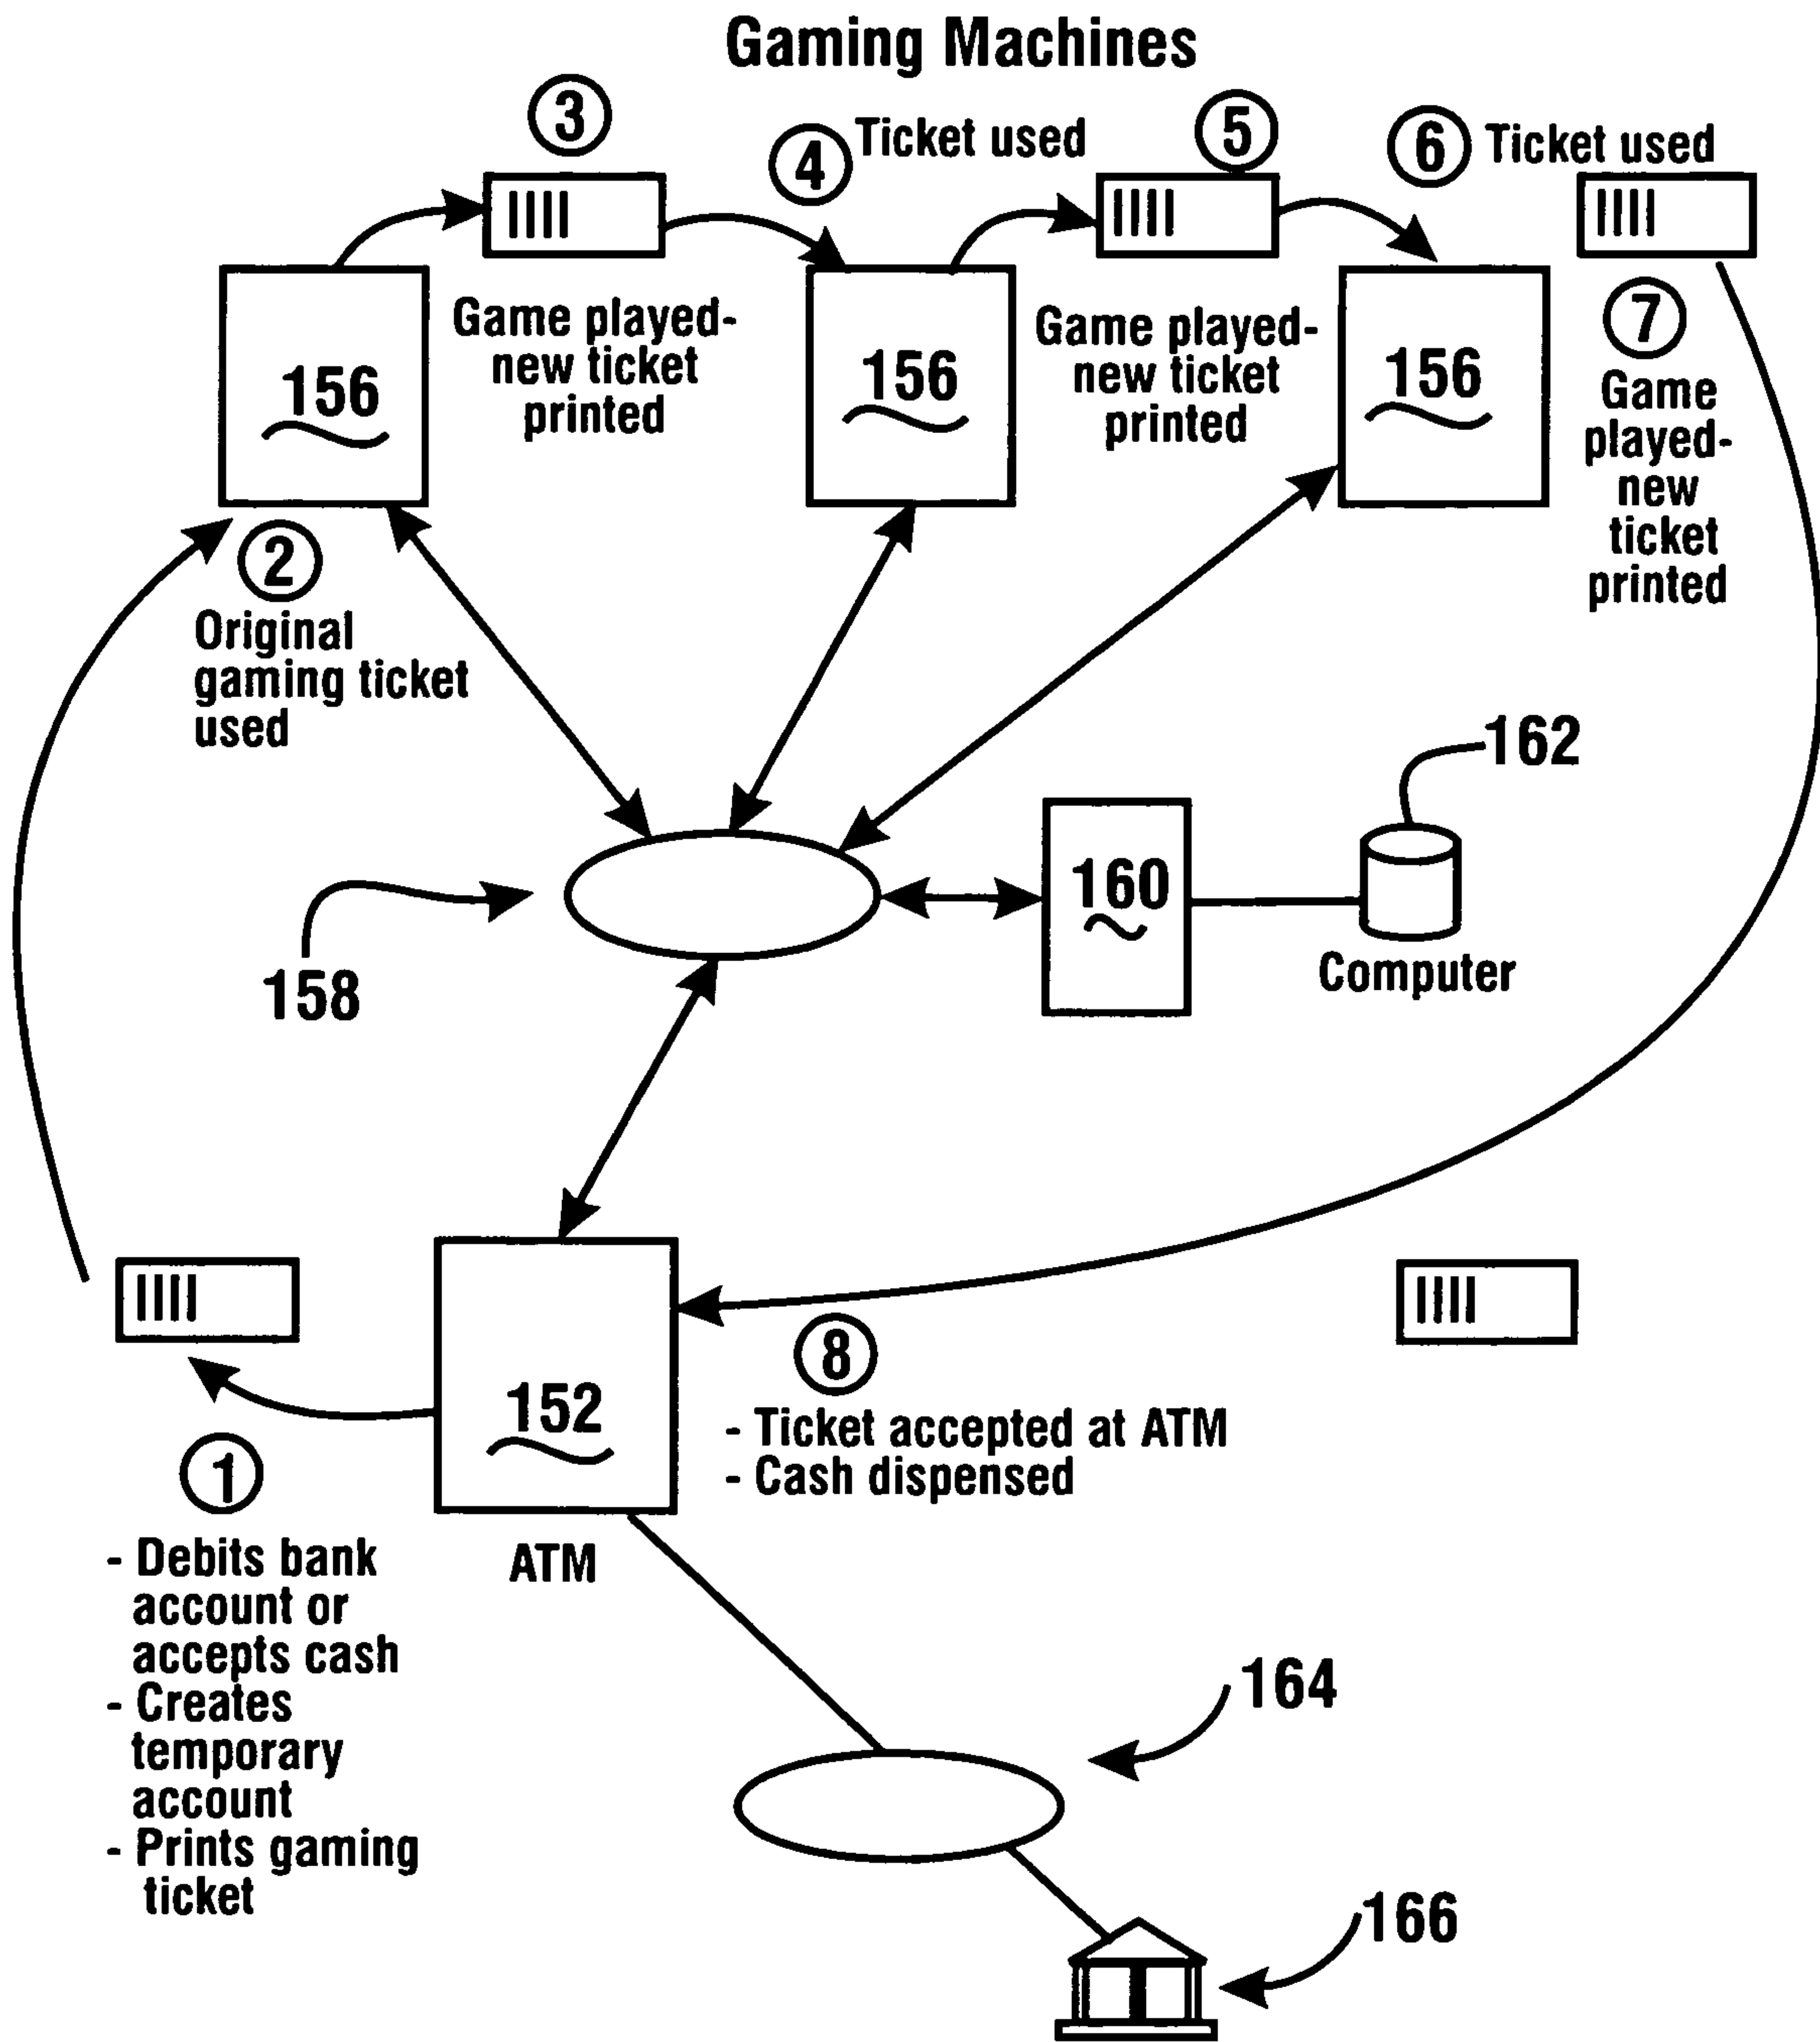 Gaming Machines
3
4
Ticket used
5
6
Ticket used
156
Game played-
new ticket
printed
156
Game played-
new ticket
printed
156
7
Game
played-
new
ticket
printed
2
Original
gaming ticket
used
162
160
Computer
158
152
ATM
8
- Ticket accepted at ATM
- Cash dispensed
1
- Debits bank
account or
accepts cash
- Creates
temporary
account
- Prints gaming
ticket
164
166